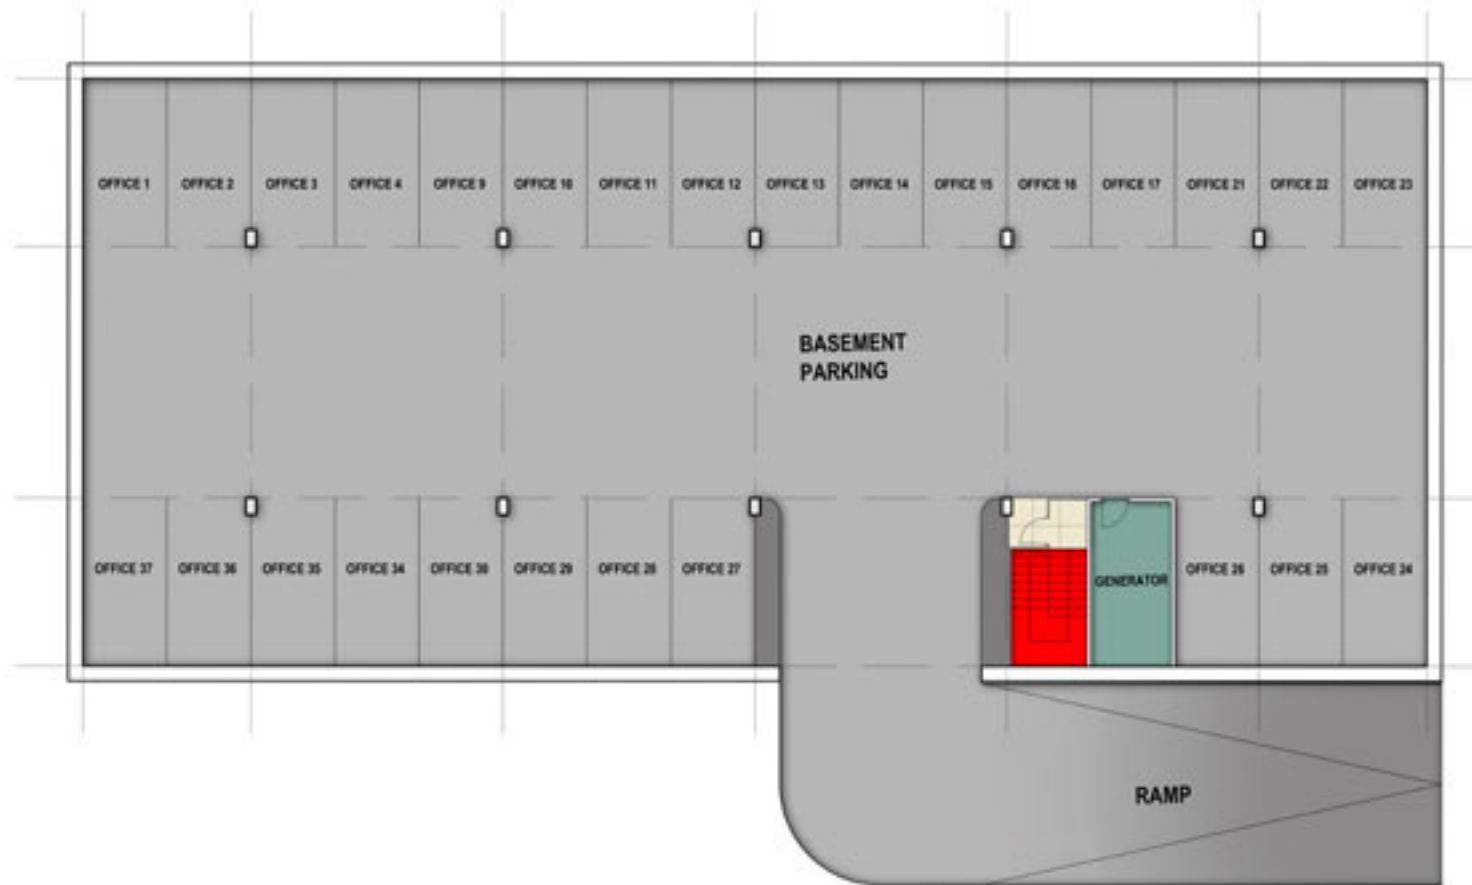 OFFICE 1 OFFICE 2 OFFICE 3 OFFICE 4 OFFICE 9 OFFICE 10 OFFICE 11 OFFICE 12 OFFICE 13 OFFICE 14 OFFICE 15 OFFICE 16 OFFICE 17 OFFICE 21 OFFICE 22 OFFICE 23
BASEMENT
PARKING
OFFICE 37 OFFICE 36 OFFICE 35 OFFICE 34 OFFICE 30 OFFICE 29 OFFICE 28 OFFICE 27 GENERATOR OFFICE 26 OFFICE 25 OFFICE 24
RAMP